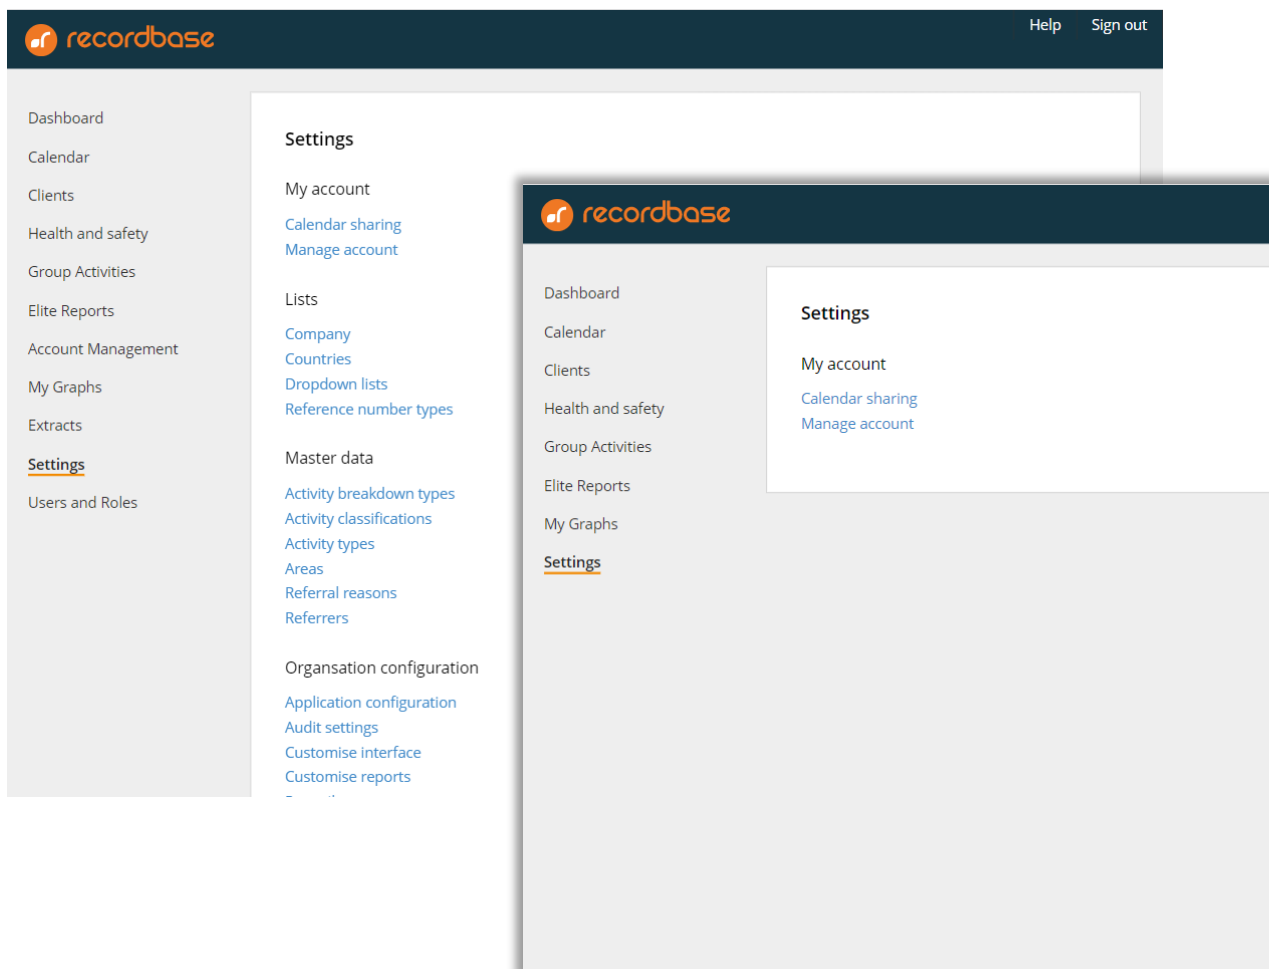 recordbase
Help
Sign out
Dashboard
Calendar
Clients
Health and safety
Group Activities
Elite Reports
Account Management
My Graphs
Extracts
Settings
Users and Roles
Settings
My account
Calendar sharing
Manage account
Lists
Company
Countries
Dropdown lists
Reference number types
Master data
Activity breakdown types
Activity classifications
Activity types
Areas
Referral reasons
Referrers
Organsation configuration
Application configuration
Audit settings
Customise interface
Customise reports
recordbase
Dashboard
Calendar
Clients
Health and safety
Group Activities
Elite Reports
My Graphs
Settings
Settings
My account
Calendar sharing
Manage account